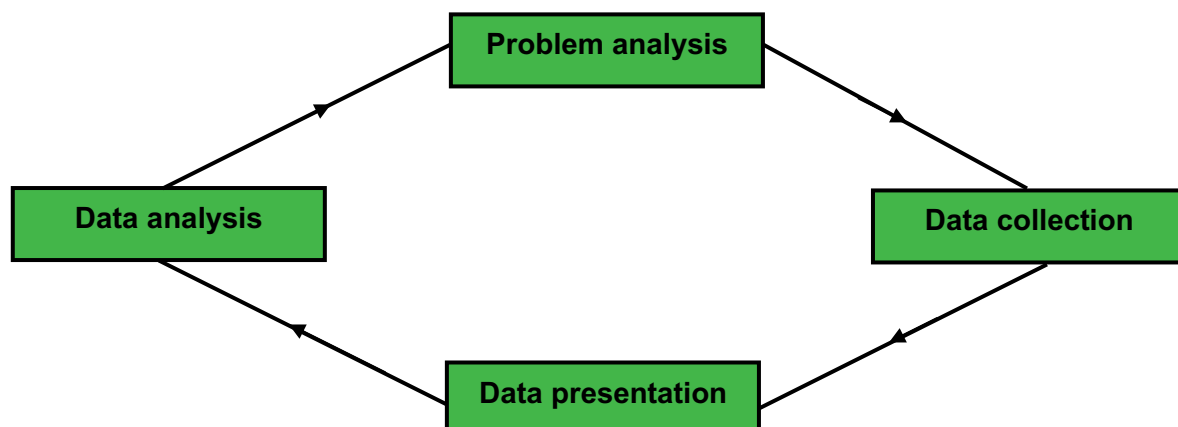 Problem analysis
Data analysis
Data collection
Data presentation